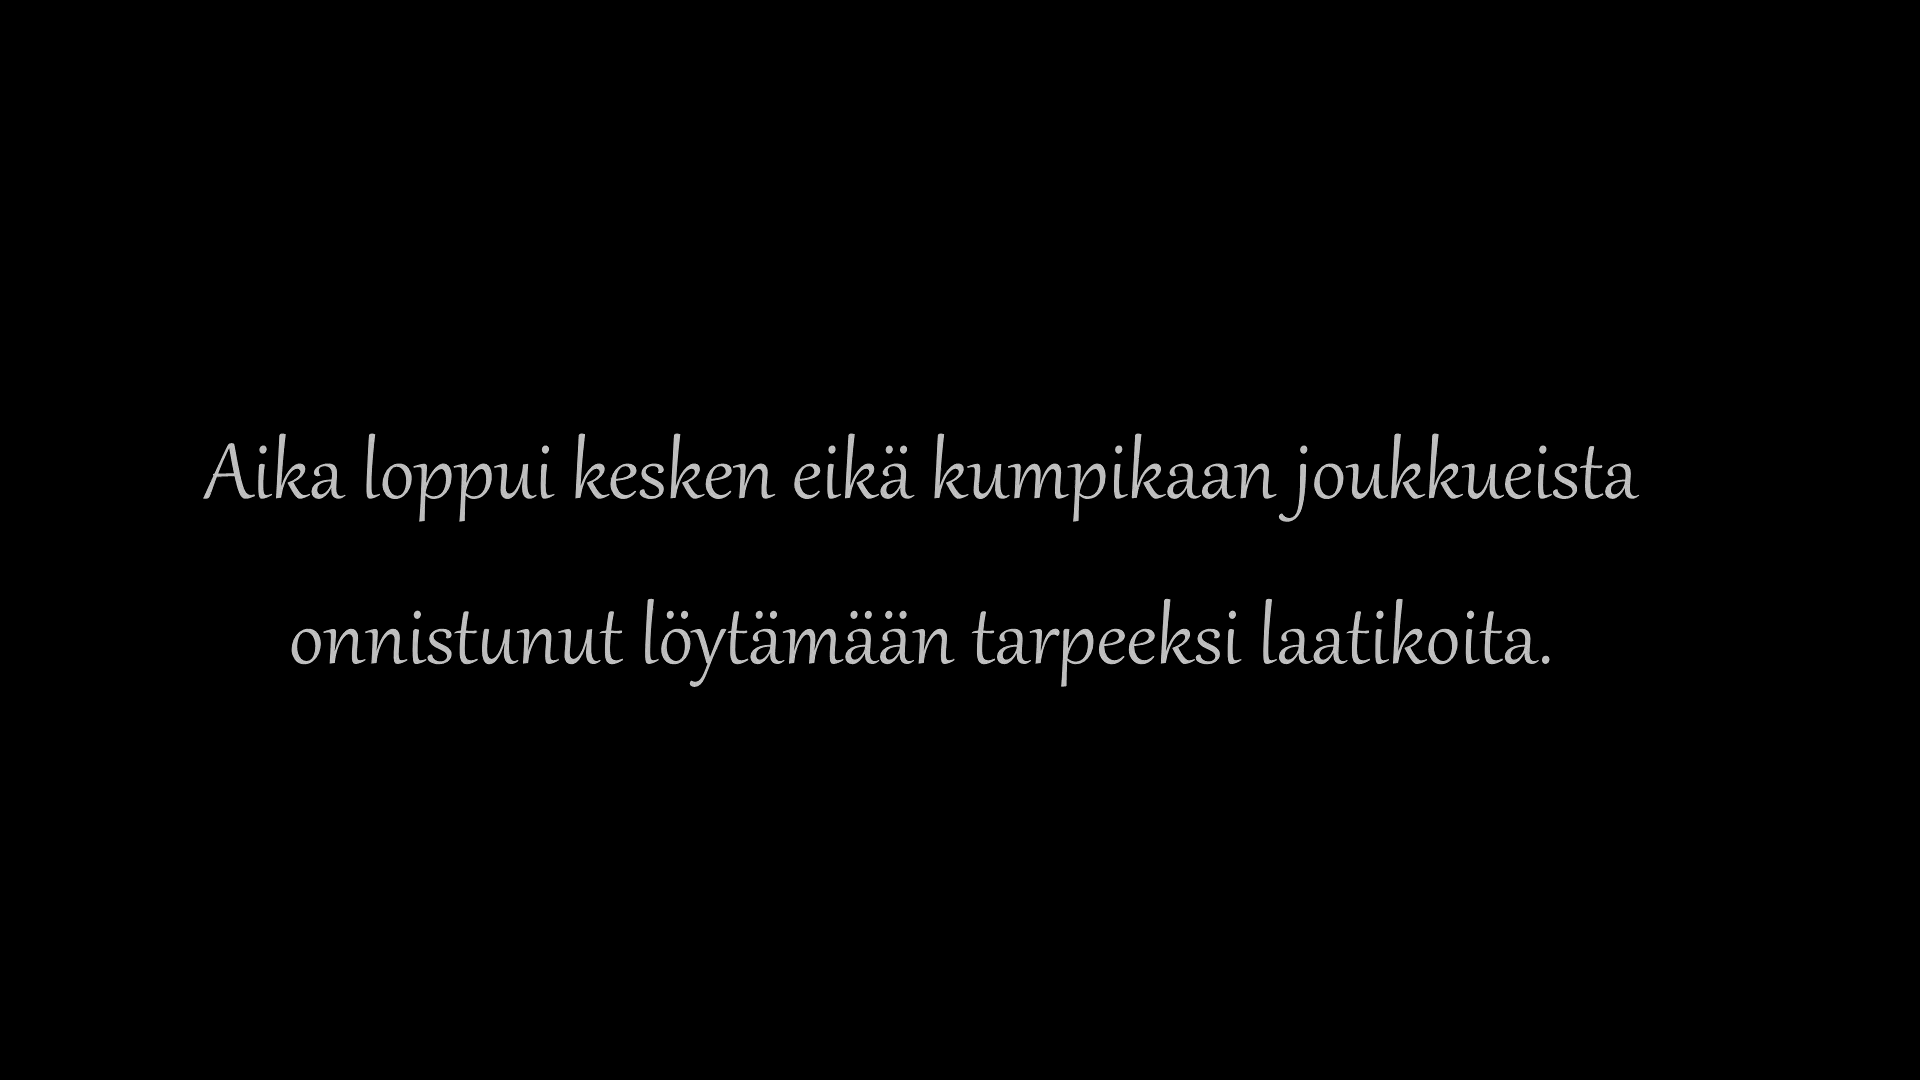 Aika loppui kesken eikä kumpikaan joukkueista
onnistunut löytämään tarpeeksi laatikoita.